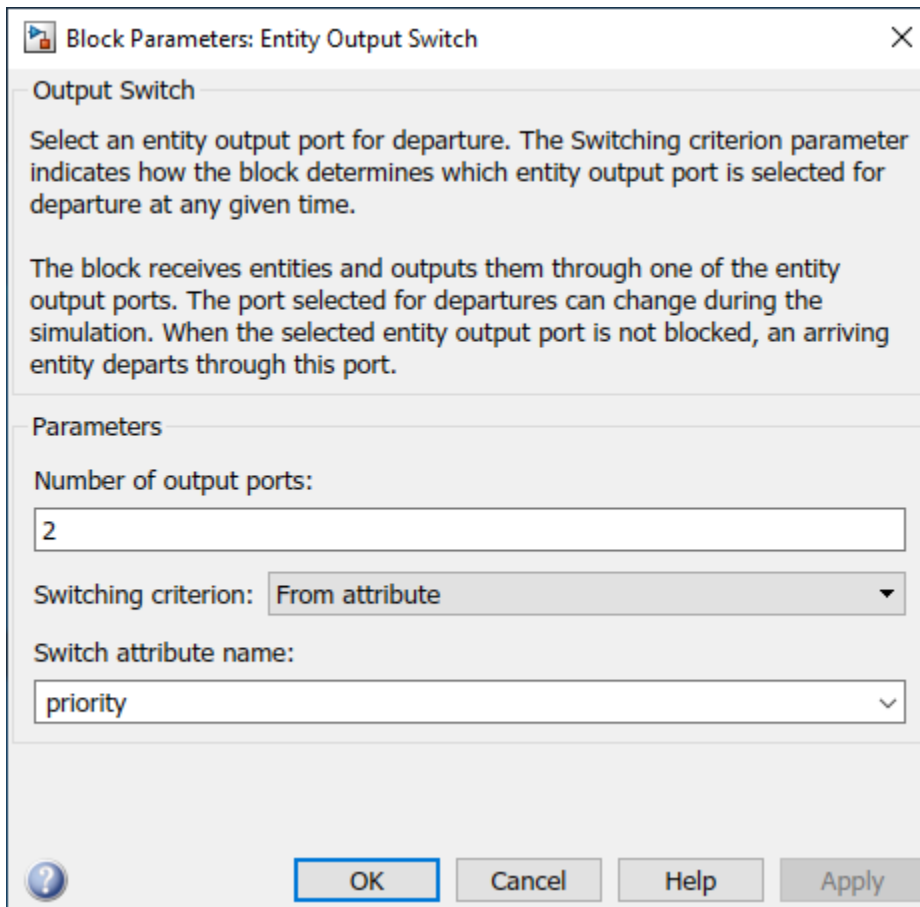 Block Parameters: Entity Output Switch
Output Switch
Select an entity output port for departure. The Switching criterion parameter
indicates how the block determines which entity output port is selected for
departure at any given time.
The block receives entities and outputs them through one of the entity
output ports. The port selected for departures can change during the
simulation. When the selected entity output port is not blocked, an arriving
entity departs through this port.
Parameters
Number of output ports:
2
Switching criterion: From attribute
Switch attribute name:
priority
? OK Cancel Help Apply